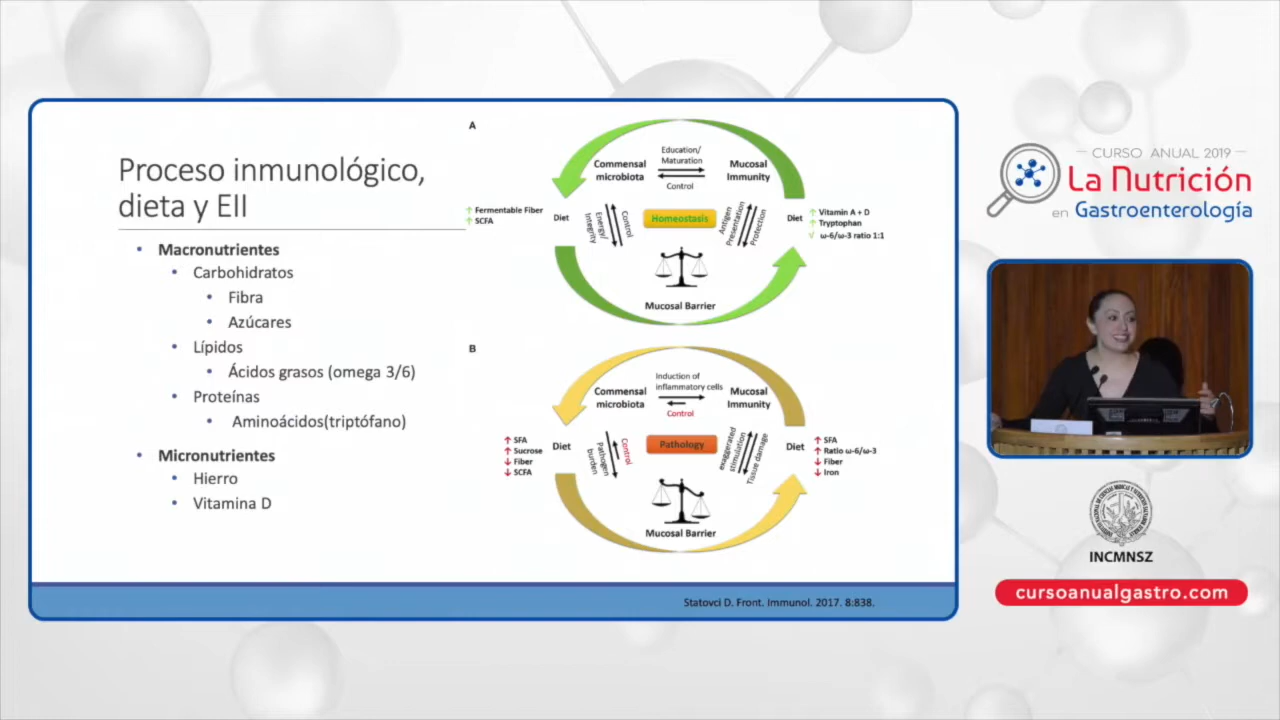 Proceso inmunológico,
dieta y EII
• Macronutrientes
• Carbohidratos
• Fibra
• Azúcares
• Lípidos
• Ácidos grasos (omega 3/6)
• Proteínas
• Aminoácidos(triptófano)
• Micronutrientes
• Hierro
• Vitamina D
A
Education/
Maturation
Control
Commensal
microbiota
Mucosal
Immunity
↑ Fermentable Fiber
↑ SCFA
Diet
Energy/
Integrity
Control
Homeostasis
Antigen
Presentation
Protection
Diet
↑ Vitamin A + D
↑ Tryptophan
√ ω-6/ω-3 ratio 1:1
Mucosal Barrier
B
Induction of
inflammatory cells
Control
Commensal
microbiota
Mucosal
Immunity
↑ SFA
↑ Sucrose
↓ Fiber
↓ SCFA
Diet
Pathogen
burden
Control
Pathology
exaggerated
stimulation
Tissue damage
Diet
↑ SFA
↑ Ratio ω-6/ω-3
↓ Fiber
↓ Iron
Mucosal Barrier
Statovci D. Front. Immunol. 2017. 8:838.
CURSO ANUAL 2019
La Nutrición
en Gastroenterología
INCMNSZ
cursoanualgastro.com